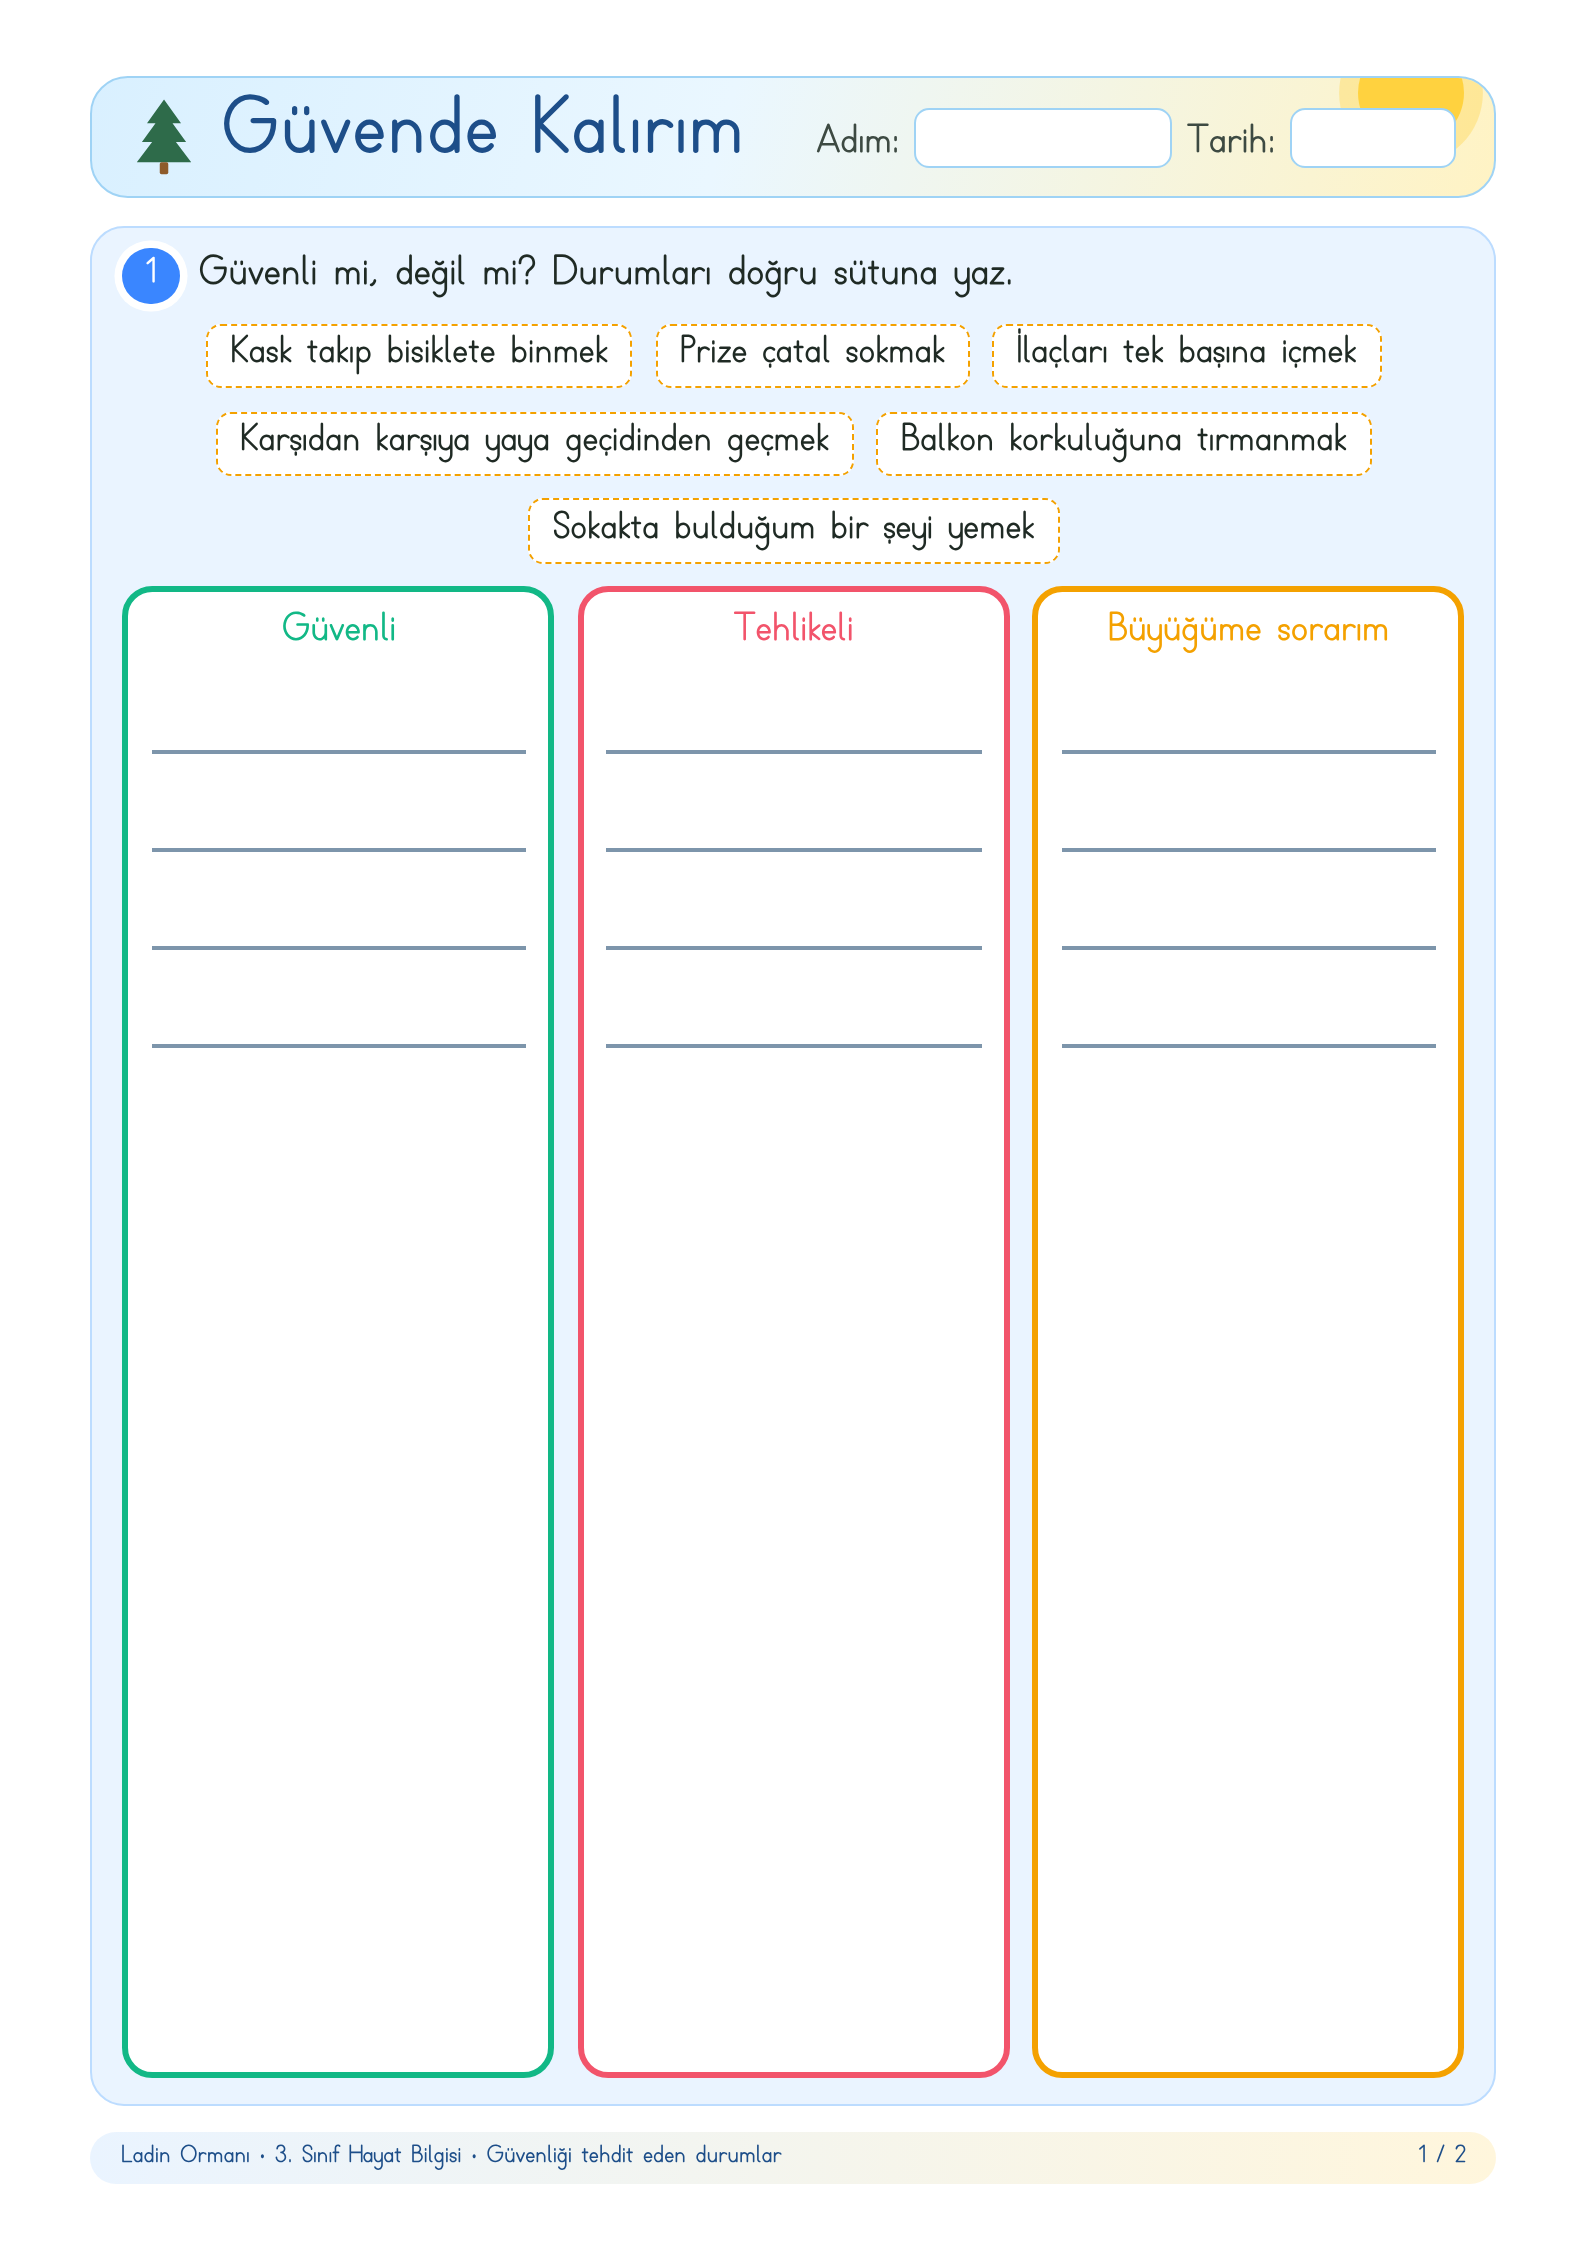 Güvende Kalırım Adım: Tarih:
1 Güvenli mi, değil mi? Durumları doğru sütuna yaz.
Kask takıp bisiklete binmek Prize çatal sokmak İlaçları tek başına içmek
Karşıdan karşıya yaya geçidinden geçmek Balkon korkuluğuna tırmanmak
Sokakta bulduğum bir şeyi yemek
Güvenli Tehlikeli Büyüğüme sorarım
Ladin Ormanı • 3. Sınıf Hayat Bilgisi • Güvenliği tehdit eden durumlar 1 / 2